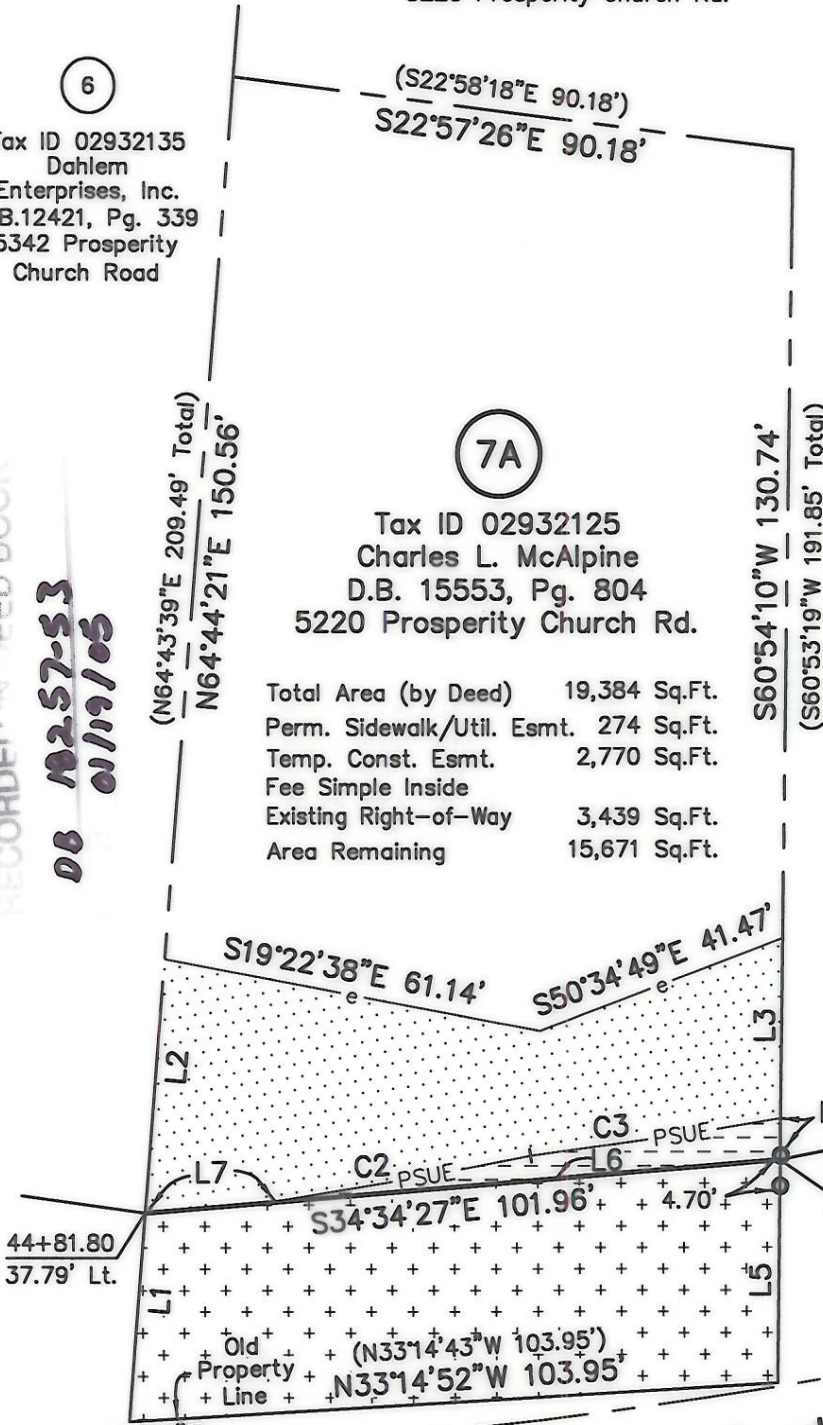 6
Tax ID 02932135
Dahlem
Enterprises, Inc.
B.12421, Pg. 339
5342 Prosperity
Church Road
(S22°58'18"E 90.18')
S22°57'26"E 90.18'
(N64°43'39"E 209.49' Total)
N64°44'21"E 150.56'
S60°54'10"W 130.74'
(S60°53'19"W 191.85' Total)
7A
Tax ID 02932125
Charles L. McAlpine
D.B. 15553, Pg. 804
5220 Prosperity Church Rd.
Total Area (by Deed) 19,384 Sq.Ft.
Perm. Sidewalk/Util. Esmt. 274 Sq.Ft.
Temp. Const. Esmt. 2,770 Sq.Ft.
Fee Simple Inside
Existing Right-of-Way 3,439 Sq.Ft.
Area Remaining 15,671 Sq.Ft.
01/19/05
S19°22'38"E 61.14'
e
S50°34'49"E 41.47'
e
L2
L3
C3
PSUE
L7
C2
PSUE
L6
S34°34'27"E 101.96'
4.70'
44+81.80
37.79' Lt.
L1
L5
Old
Property
Line
(N33°14'43"W 103.95')
N33°14'52"W 103.95'